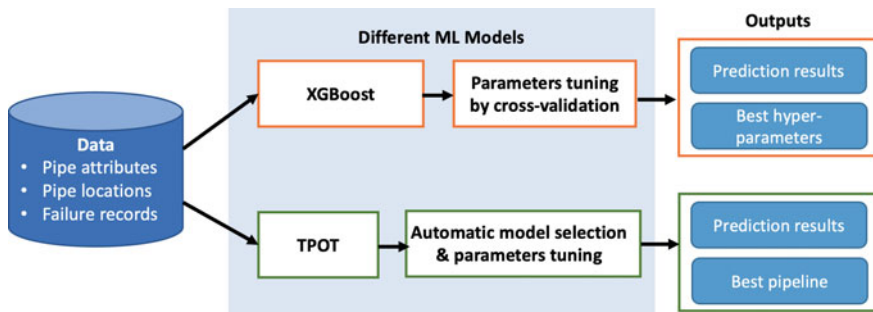 Different ML Models
Outputs
Data
• Pipe attributes
• Pipe locations
• Failure records
XGBoost
Parameters tuning
by cross-validation
Prediction results
Best hyper-
parameters
TPOT
Automatic model selection
& parameters tuning
Prediction results
Best pipeline